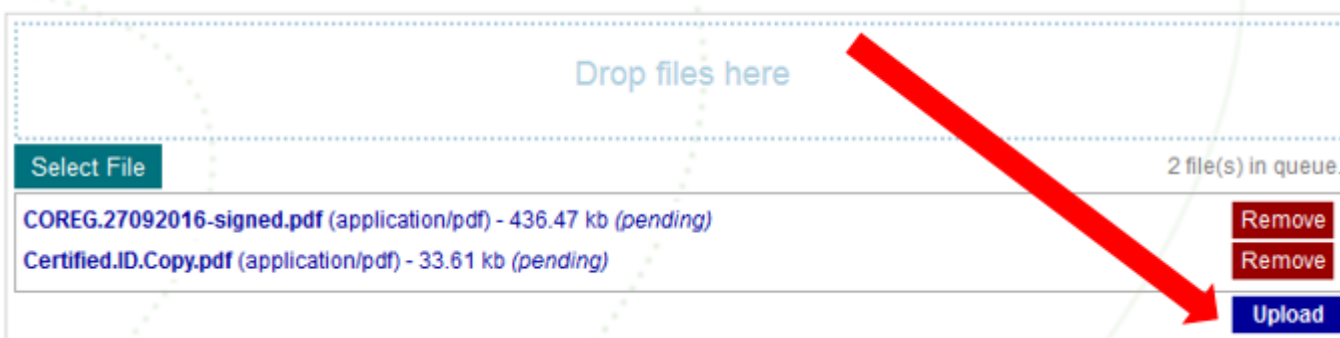 Drop files here
Select File
2 file(s) in queue.
COREG.27092016-signed.pdf (application/pdf) - 436.47 kb (pending)
Remove
Certified.ID.Copy.pdf (application/pdf) - 33.61 kb (pending)
Remove
Upload